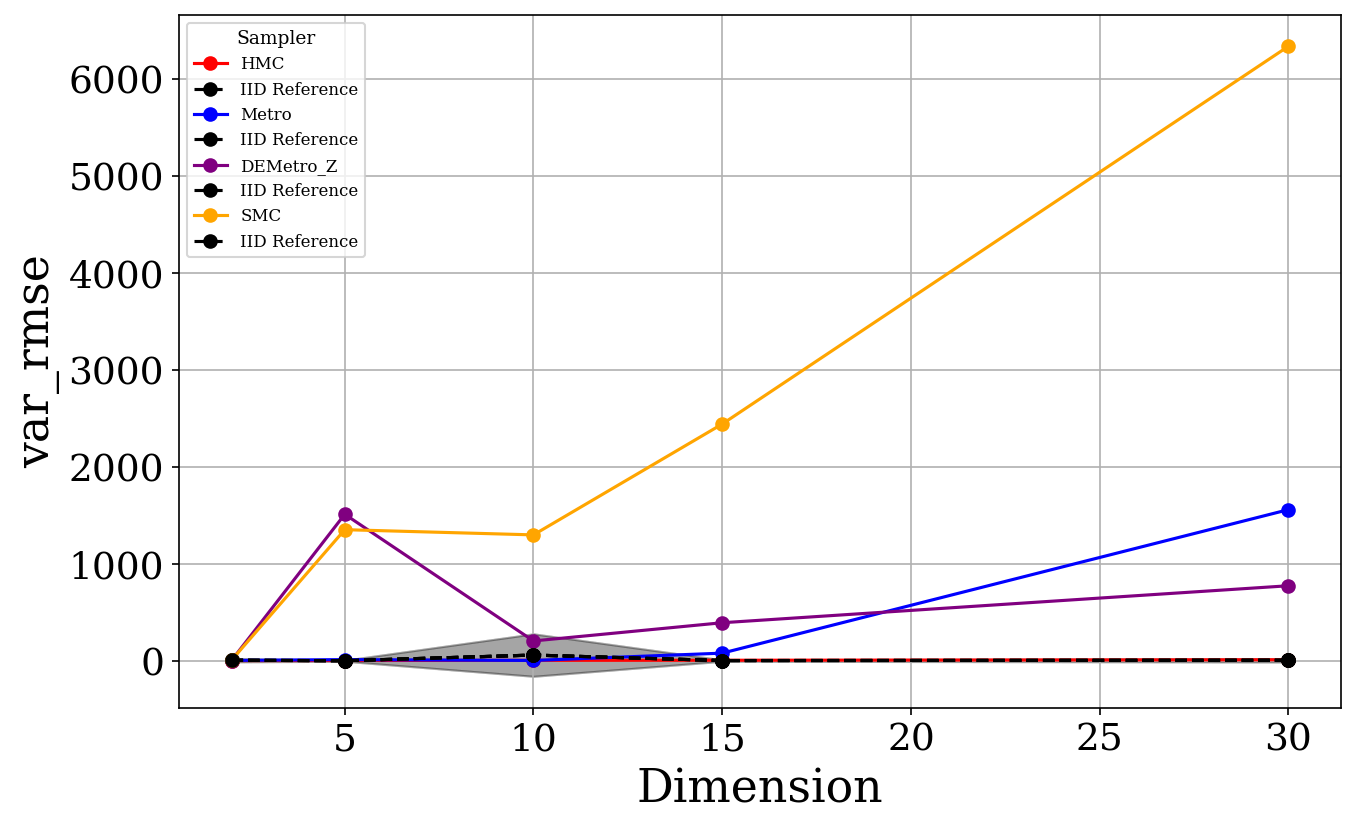 Sampler
HMC
IID Reference
Metro
IID Reference
DEMetro_Z
IID Reference
SMC
IID Reference
6000
5000
4000
3000
2000
1000
0
var_rmse
5 10 15 20 25 30
Dimension